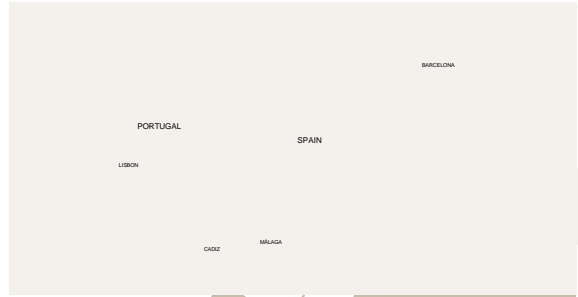 BARCELONA
PORTUGAL
SPAIN
LISBON
MÁLAGA
CADIZ